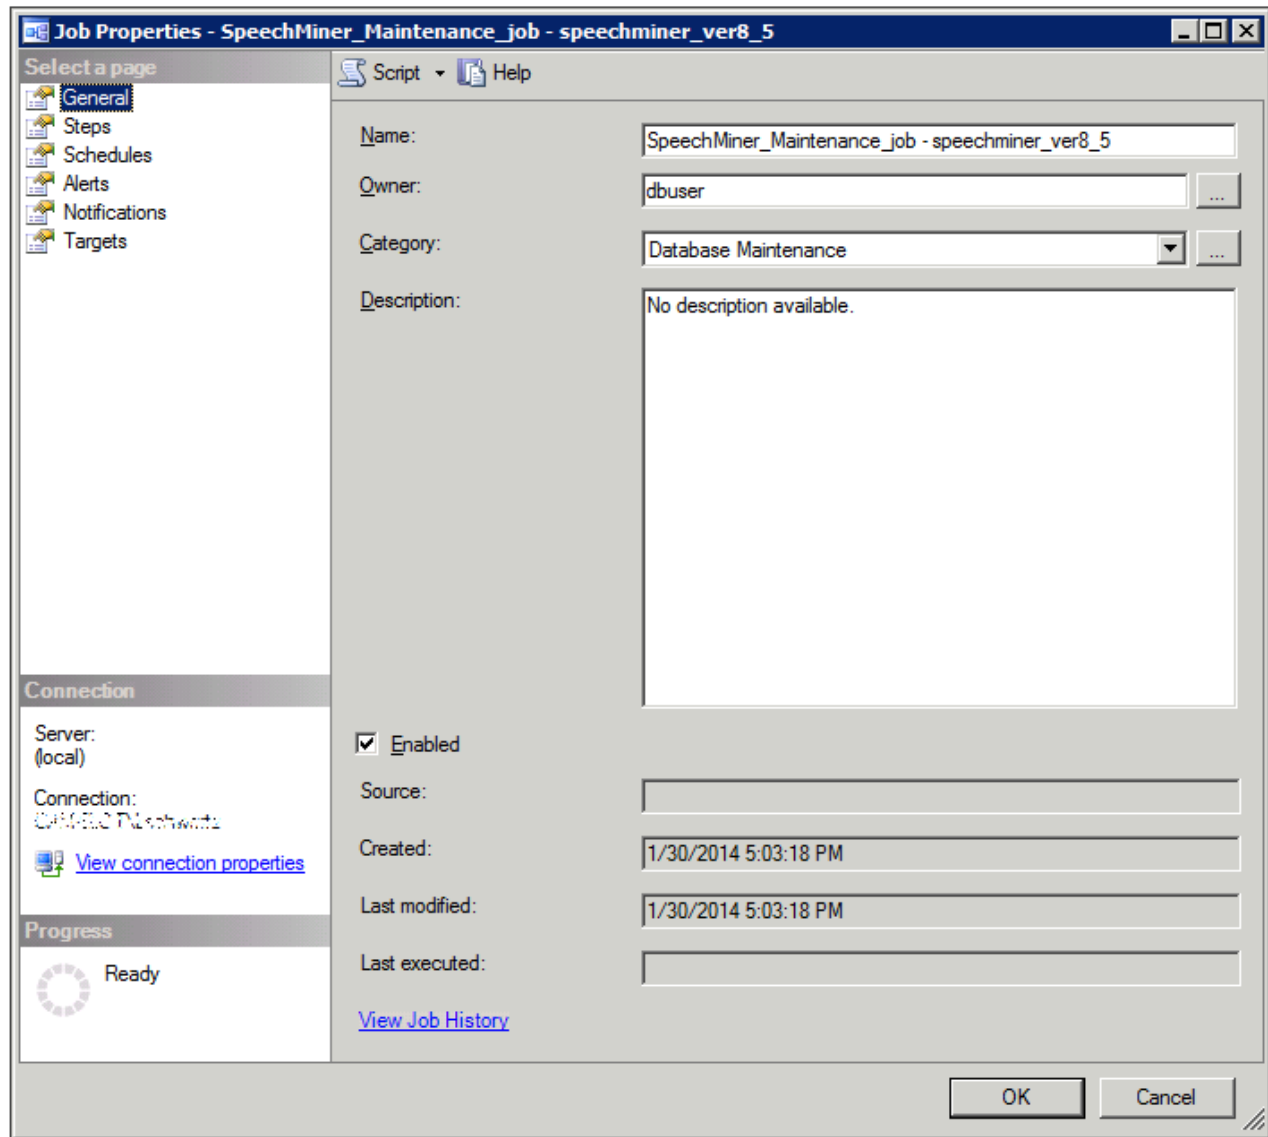 Job Properties - SpeechMiner_Maintenance_job - speechminer_ver8_5
Select a page
General
Steps
Schedules
Alerts
Notifications
Targets
Script
Help
Name:
SpeechMiner_Maintenance_job - speechminer_ver8_5
Owner:
dbuser
...
Category:
Database Maintenance
...
Description:
No description available.
Connection
Server:
(local)
Connection:
View connection properties
Progress
Ready
Enabled
Source:
Created:
1/30/2014 5:03:18 PM
Last modified:
1/30/2014 5:03:18 PM
Last executed:
View Job History
OK
Cancel